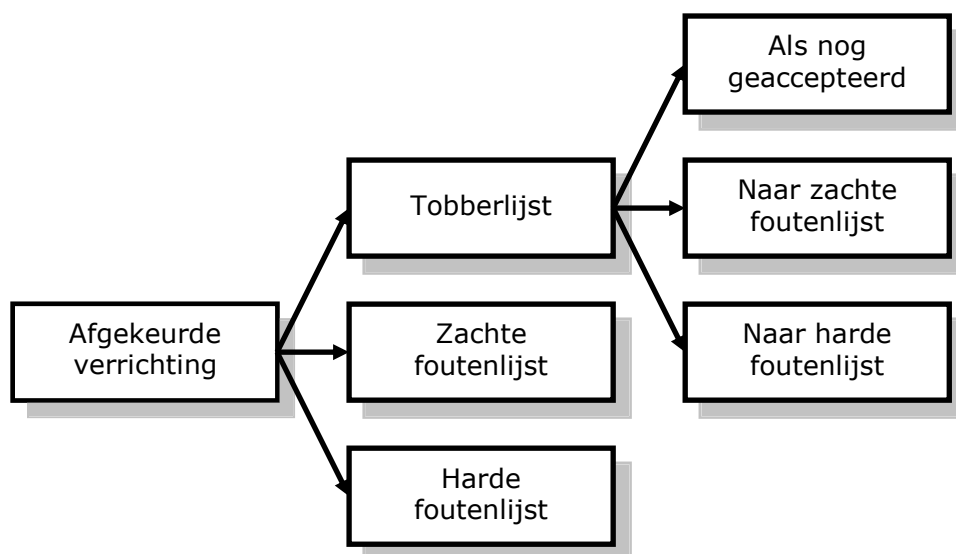 Als nog
geaccepteerd
Tobberlijst
Naar zachte
foutenlijst
Afgekeurde
verrichting
Zachte
foutenlijst
Naar harde
foutenlijst
Harde
foutenlijst